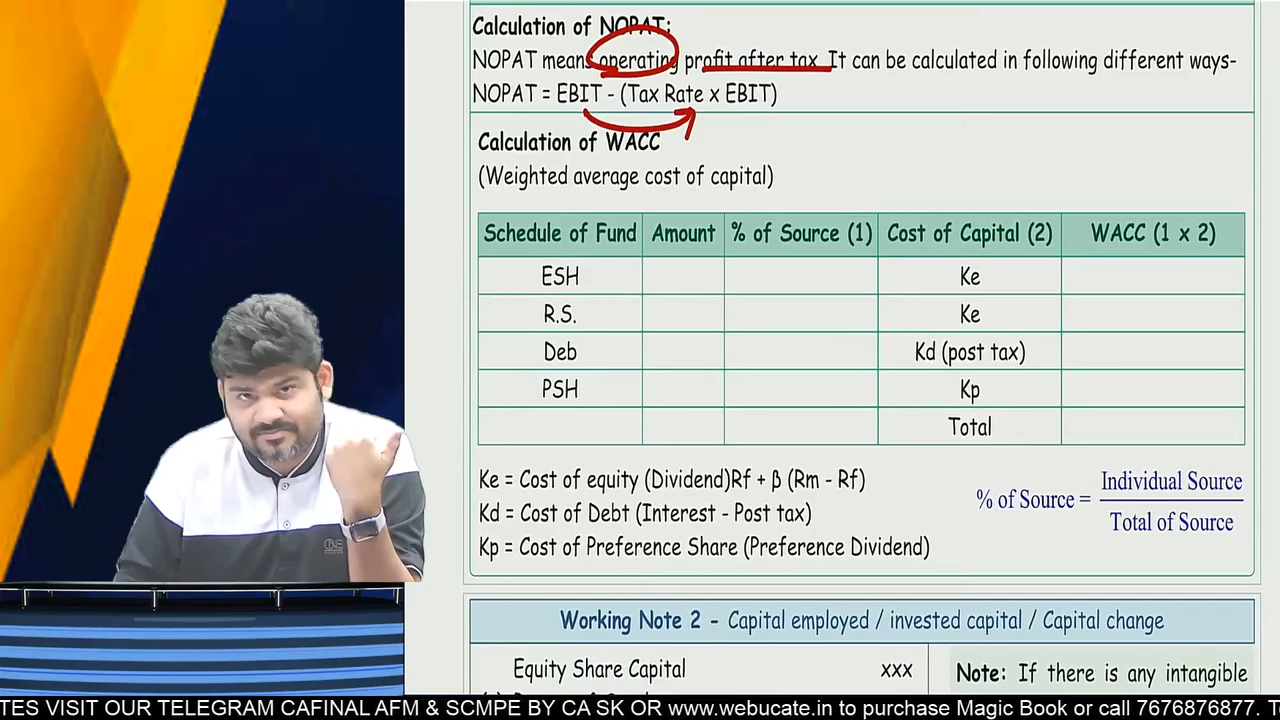 Calculation of NOPAT:
NOPAT means operating profit after tax. It can be calculated in following different ways-
NOPAT = EBIT - (Tax Rate x EBIT)
Calculation of WACC
(Weighted average cost of capital)
Schedule of Fund Amount % of Source (1) Cost of Capital (2) WACC (1 x 2)
ESH Ke
R.S. Ke
Deb Kd (post tax)
PSH Kp
Total
Ke = Cost of equity (Dividend)Rf + β (Rm - Rf)
Kd = Cost of Debt (Interest - Post tax)
Kp = Cost of Preference Share (Preference Dividend)
% of Source = Individual Source
Total of Source
Working Note 2 - Capital employed / invested capital / Capital change
Equity Share Capital xxx
Note: If there is any intangible
TES VISIT OUR TELEGRAM CAFINAL AFM & SCMPE BY CA SK OR www.webucate.in to purchase Magic Book or call 7676876877. T